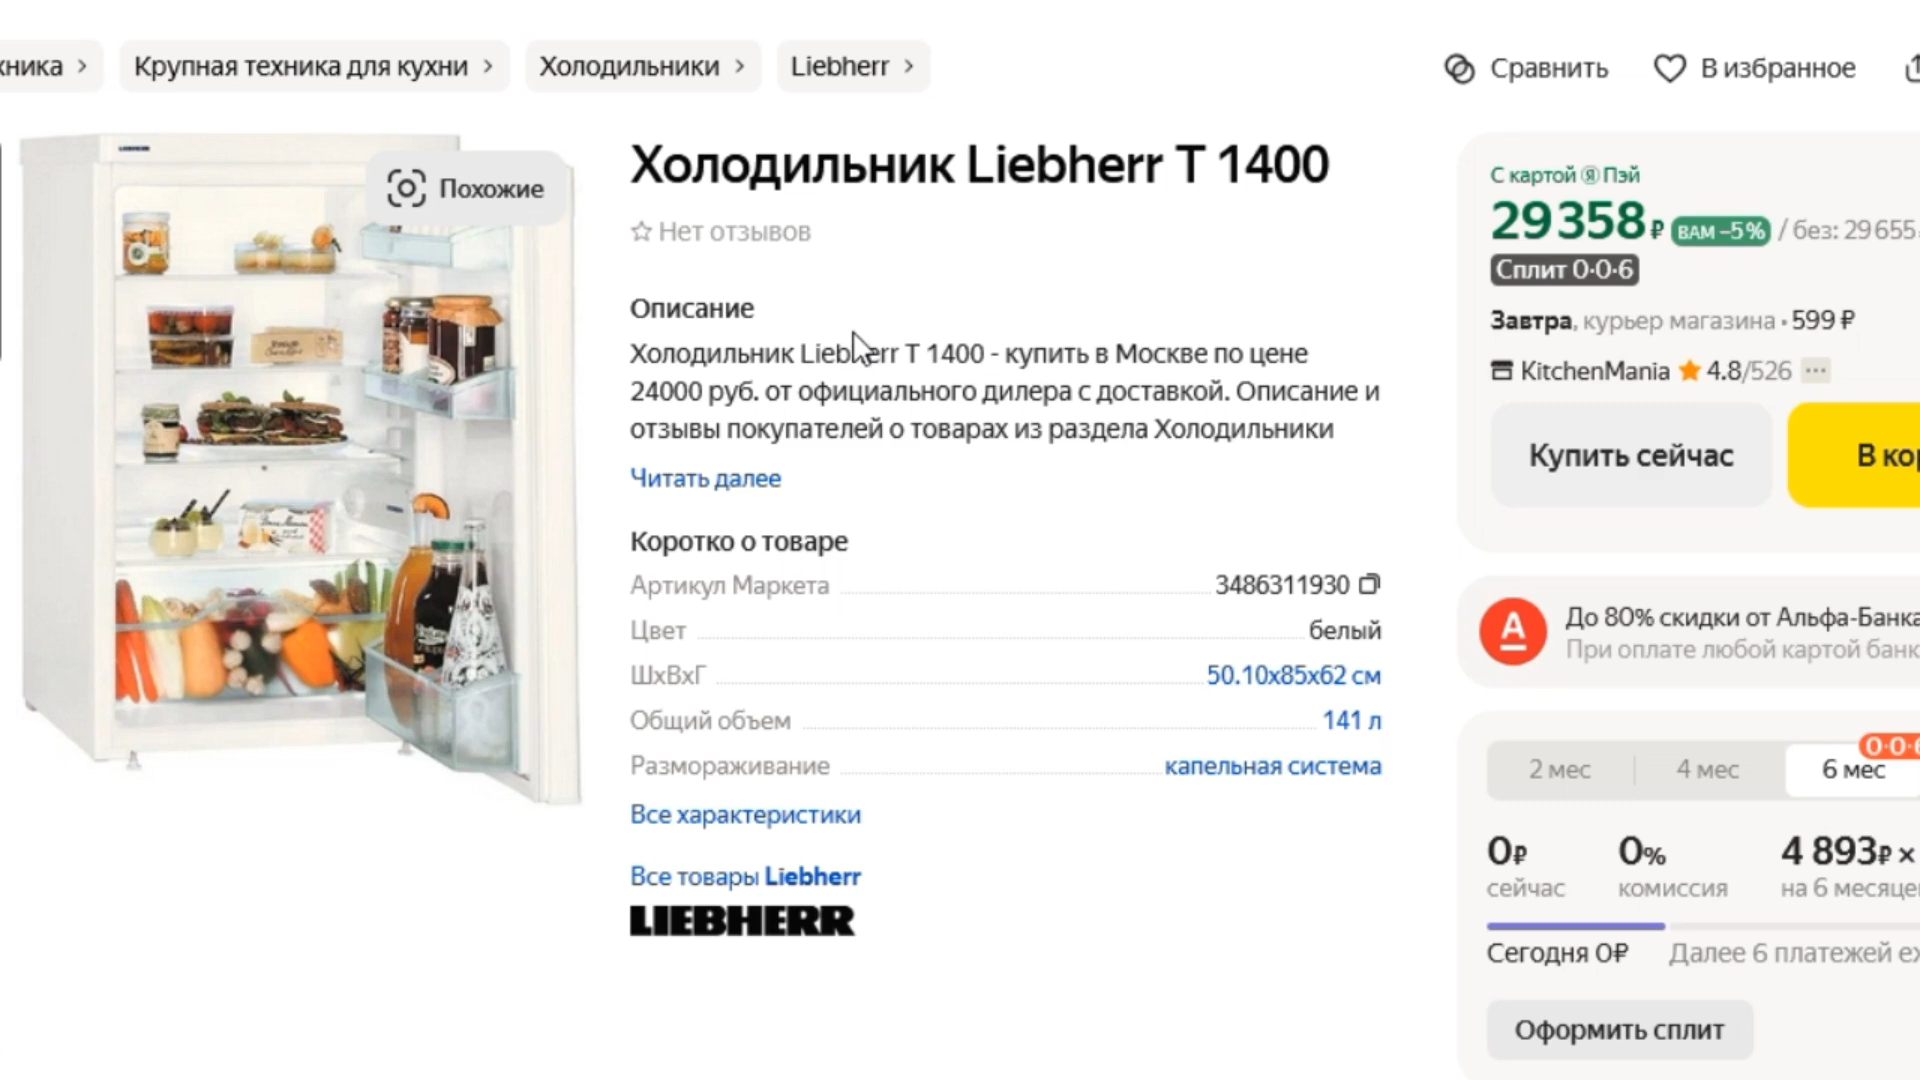 Крупная техника для кухни
Холодильники
Liebherr
Сравнить
В избранное
LIEBHERR
Похожие
Холодильник Liebherr T 1400
Нет отзывов
Описание
Холодильник Liebherr T 1400 - купить в Москве по цене
24000 руб. от официального дилера с доставкой. Описание и
отзывы покупателей о товарах из раздела Холодильники
Читать далее
Коротко о товаре
Артикул Маркета 3486311930
Цвет белый
ШхВхГ 50.10x85x62 см
Общий объем 141 л
Размораживание капельная система
Все характеристики
Все товары Liebherr
LIEBHERR
С картой Я Пэй
29 358 ₽ ВАМ –5% / без: 29 655
Сплит 0·0·6
Завтра, курьер магазина · 599 ₽
KitchenMania 4.8/526 ···
Купить сейчас
В кор
А
До 80% скидки от Альфа-Банка
При оплате любой картой банк
0·0·6
2 мес 4 мес 6 мес
0₽ 0% 4 893₽ ×
сейчас комиссия на 6 месяце
Сегодня 0₽ Далее 6 платежей е
Оформить сплит